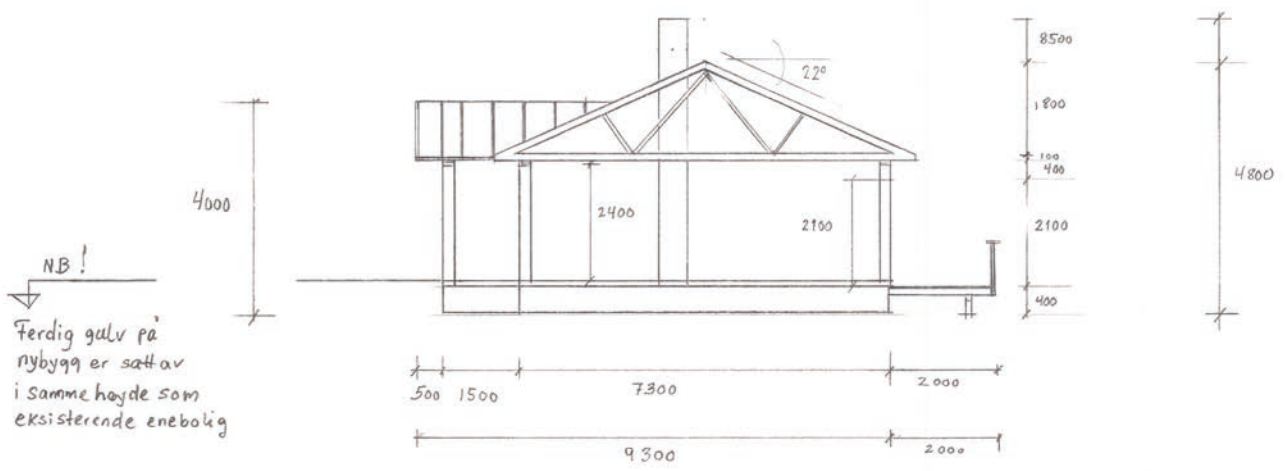 8500
22°
1800
100
400
4800
4000
2400
2100
2100
NB!
400
Ferdig gulv på
nybygg er satt av
i samme høyde som
eksisterende enebolig
500 1500 7300 2000
9300 2000